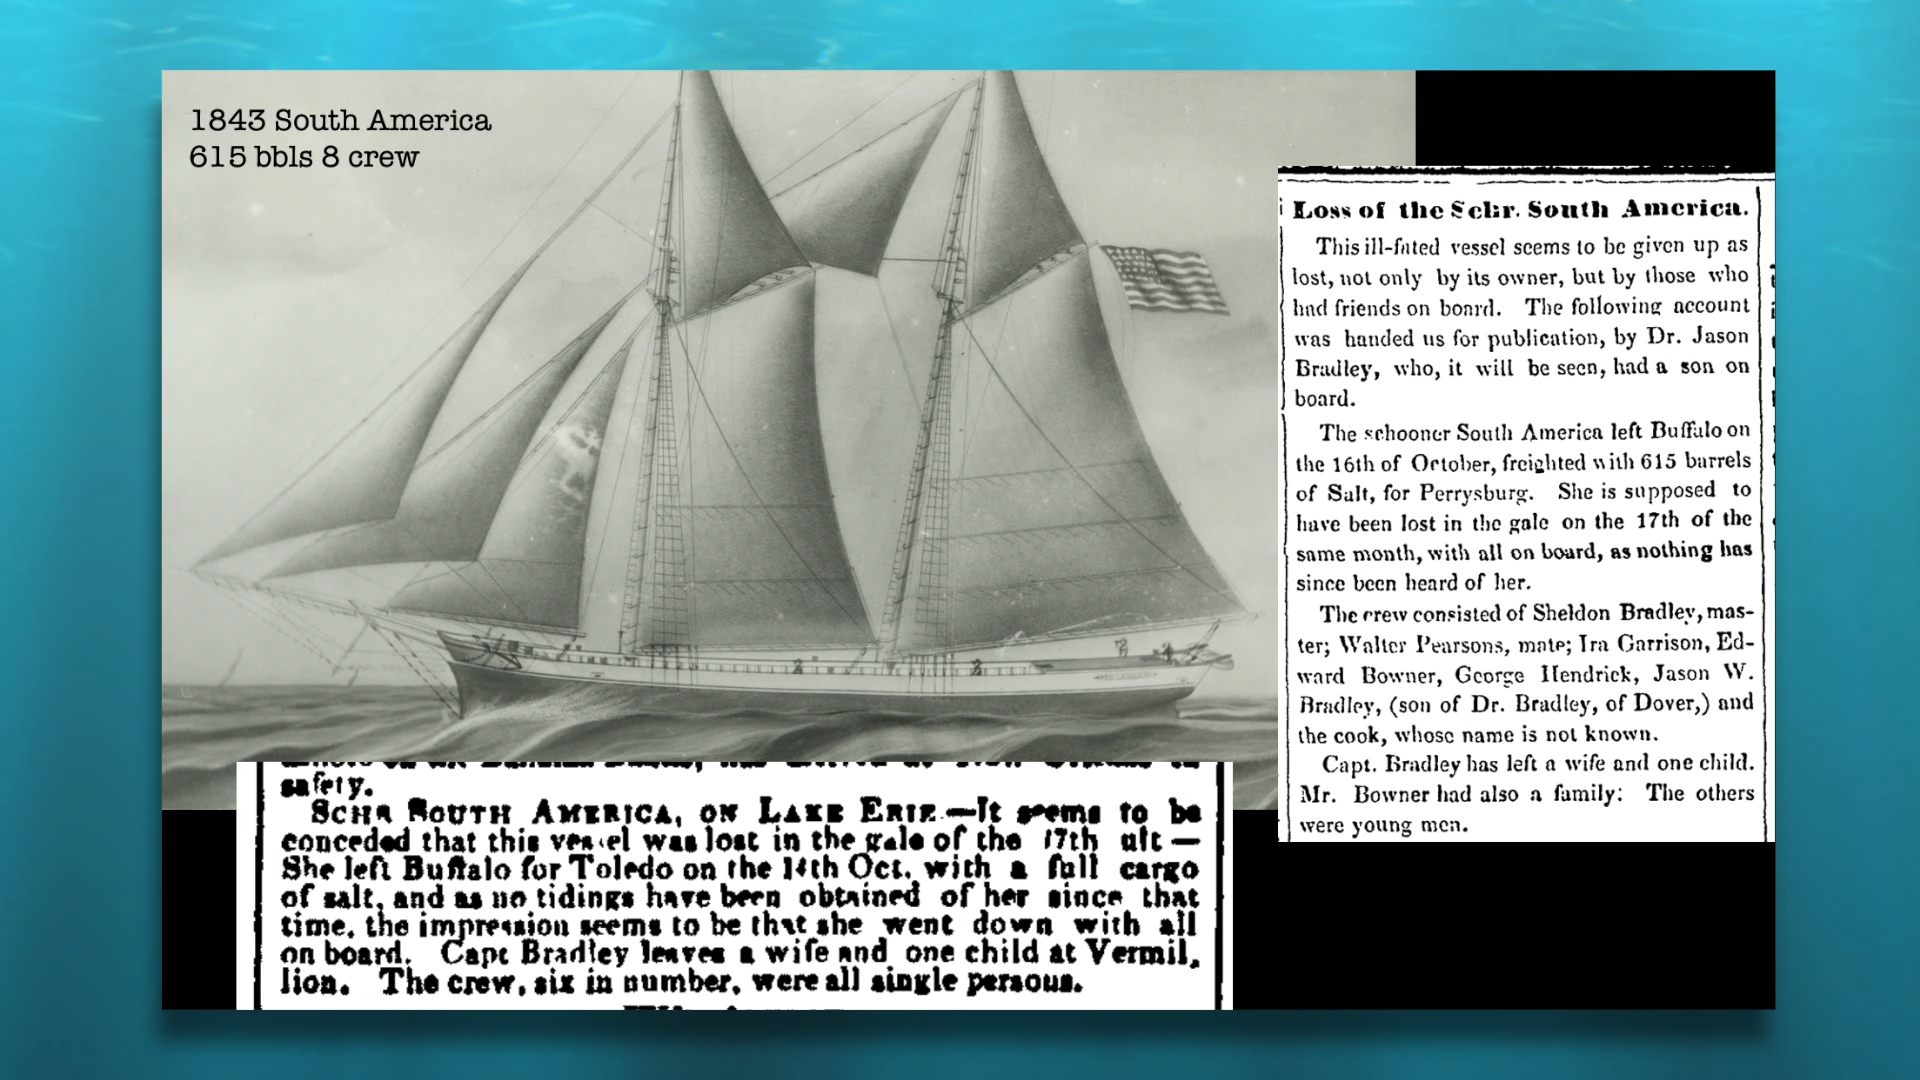 1843 South America
615 bbls 8 crew
Loss of the Schr. South America.
This ill-fated vessel seems to be given up as
lost, not only by its owner, but by those who
had friends on board. The following account
was handed us for publication, by Dr. Jason
Bradley, who, it will be seen, had a son on
board.
The schooner South America left Buffalo on
the 16th of October, freighted with 615 barrels
of Salt, for Perrysburg. She is supposed to
have been lost in the gale on the 17th of the
same month, with all on board, as nothing has
since been heard of her.
The crew consisted of Sheldon Bradley, mas-
ter; Walter Pearsons, mate; Ira Garrison, Ed-
ward Bowner, George Hendrick, Jason W.
Bradley, (son of Dr. Bradley, of Dover,) and
the cook, whose name is not known.
Capt. Bradley has left a wife and one child.
Mr. Bowner had also a family: The others
were young men.
safety.
SCHR SOUTH AMERICA, ON LAKE ERIE.—It seems to be
conceded that this vessel was lost in the gale of the 17th ult —
She left Buffalo for Toledo on the 14th Oct. with a full cargo
of salt, and as no tidings have been obtained of her since that
time, the impression seems to be that she went down with all
on board. Capt Bradley leaves a wife and one child at Vermil,
lion. The crew, six in number, were all single persons.